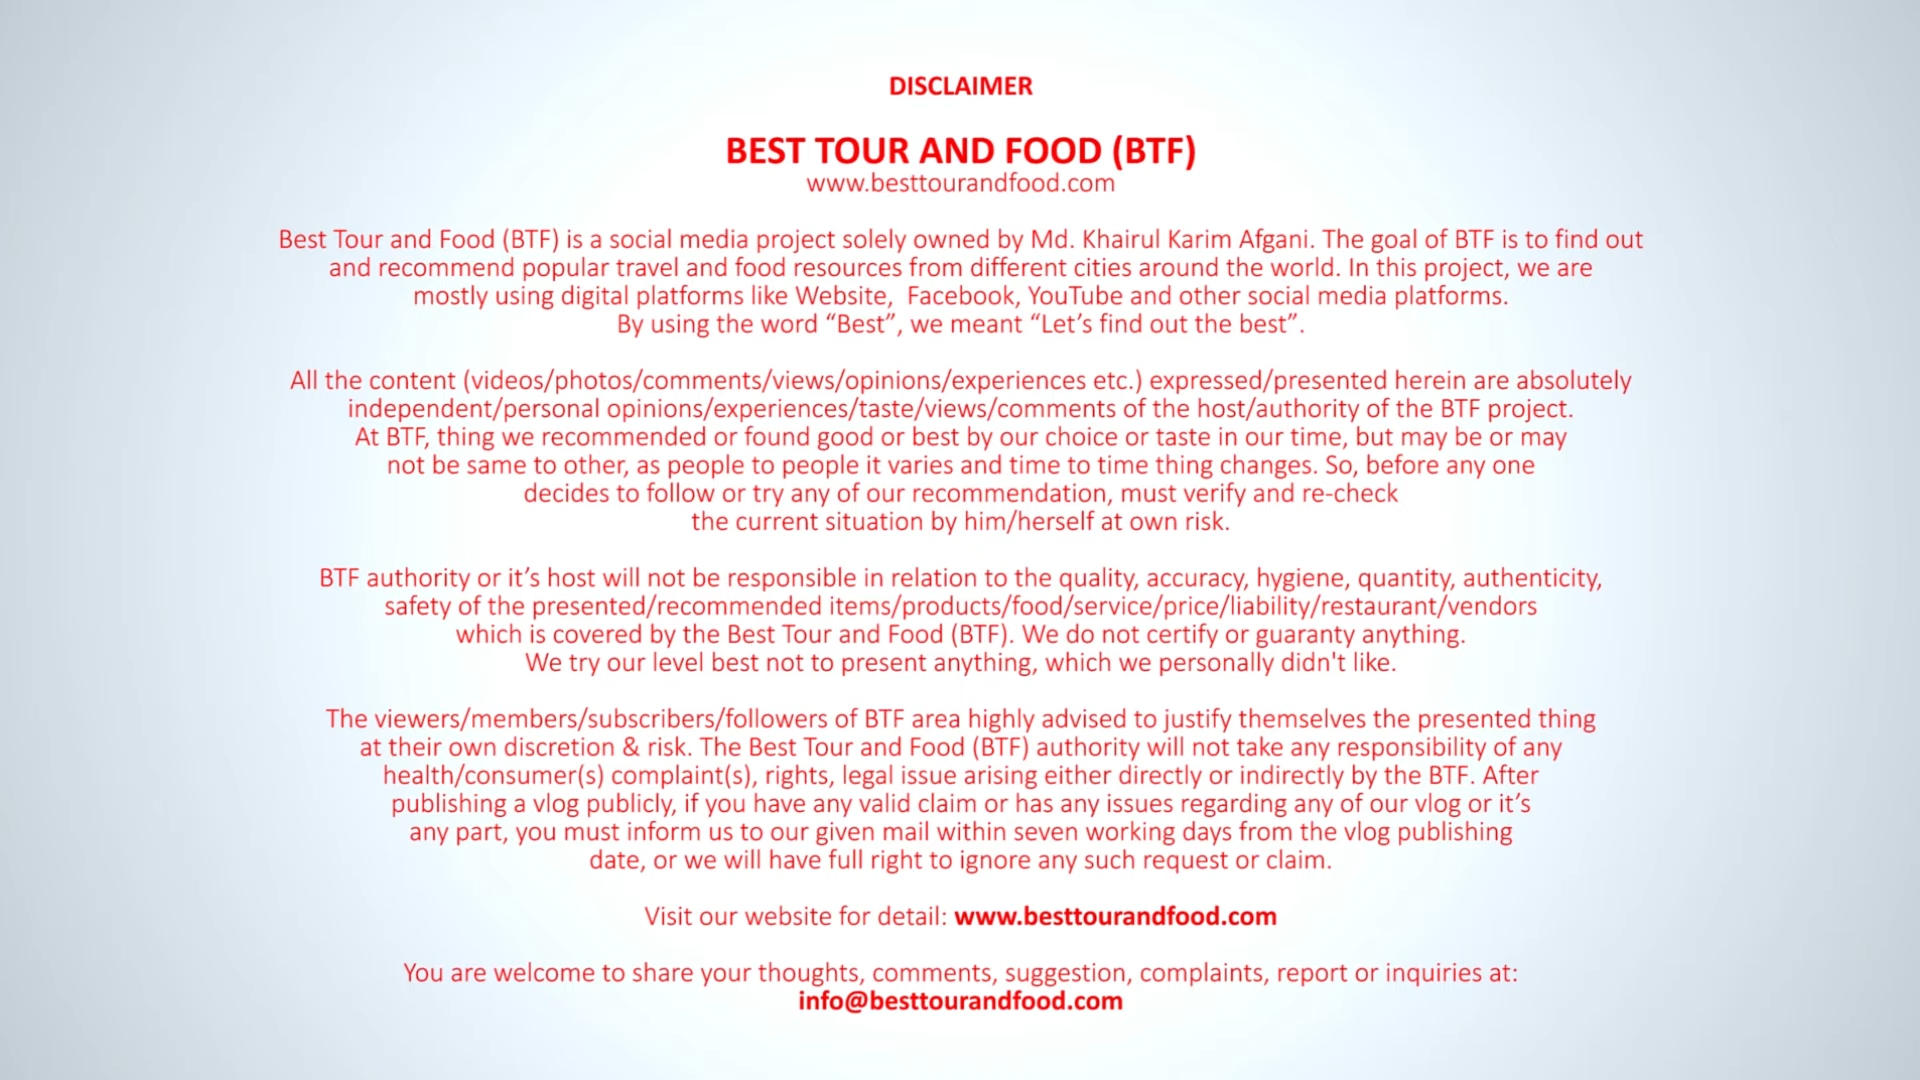 DISCLAIMER
BEST TOUR AND FOOD (BTF)
www.besttourandfood.com
Best Tour and Food (BTF) is a social media project solely owned by Md. Khairul Karim Afgani. The goal of BTF is to find out
and recommend popular travel and food resources from different cities around the world. In this project, we are
mostly using digital platforms like Website,  Facebook, YouTube and other social media platforms.
By using the word “Best”, we meant “Let’s find out the best”.
All the content (videos/photos/comments/views/opinions/experiences etc.) expressed/presented herein are absolutely
independent/personal opinions/experiences/taste/views/comments of the host/authority of the BTF project.
At BTF, thing we recommended or found good or best by our choice or taste in our time, but may be or may
not be same to other, as people to people it varies and time to time thing changes. So, before any one
decides to follow or try any of our recommendation, must verify and re-check
the current situation by him/herself at own risk.
BTF authority or it’s host will not be responsible in relation to the quality, accuracy, hygiene, quantity, authenticity,
safety of the presented/recommended items/products/food/service/price/liability/restaurant/vendors
which is covered by the Best Tour and Food (BTF). We do not certify or guaranty anything.
We try our level best not to present anything, which we personally didn't like.
The viewers/members/subscribers/followers of BTF area highly advised to justify themselves the presented thing
at their own discretion & risk. The Best Tour and Food (BTF) authority will not take any responsibility of any
health/consumer(s) complaint(s), rights, legal issue arising either directly or indirectly by the BTF. After
publishing a vlog publicly, if you have any valid claim or has any issues regarding any of our vlog or it’s
any part, you must inform us to our given mail within seven working days from the vlog publishing
date, or we will have full right to ignore any such request or claim.
Visit our website for detail: www.besttourandfood.com
You are welcome to share your thoughts, comments, suggestion, complaints, report or inquiries at:
info@besttourandfood.com